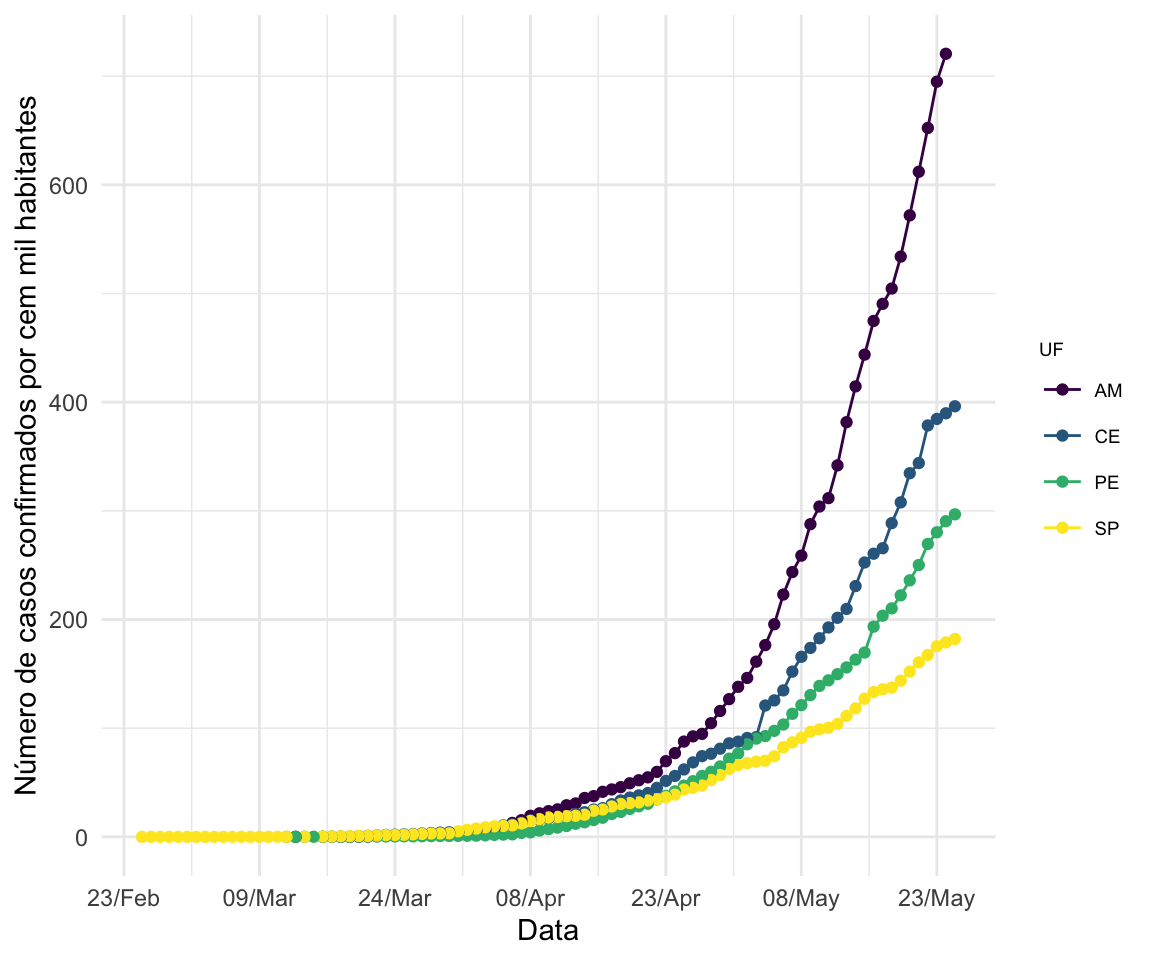 Número de casos confirmados por cem mil habitantes
600
400
200
0
23/Feb
09/Mar
24/Mar
08/Apr
23/Apr
08/May
23/May
Data
UF
AM
CE
PE
SP